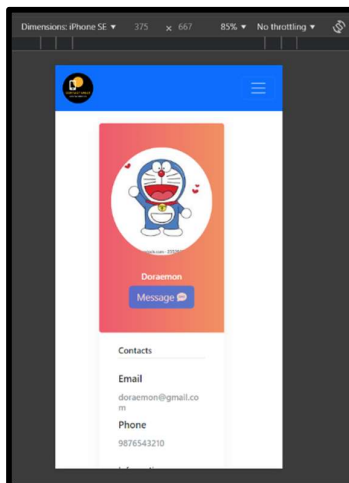 Dimensions: iPhone SE ▼ 375 x 667 85% ▼ No throttling ▼
Doraemon
Message
Contacts
Email
doraemon@gmail.co
m
Phone
9876543210